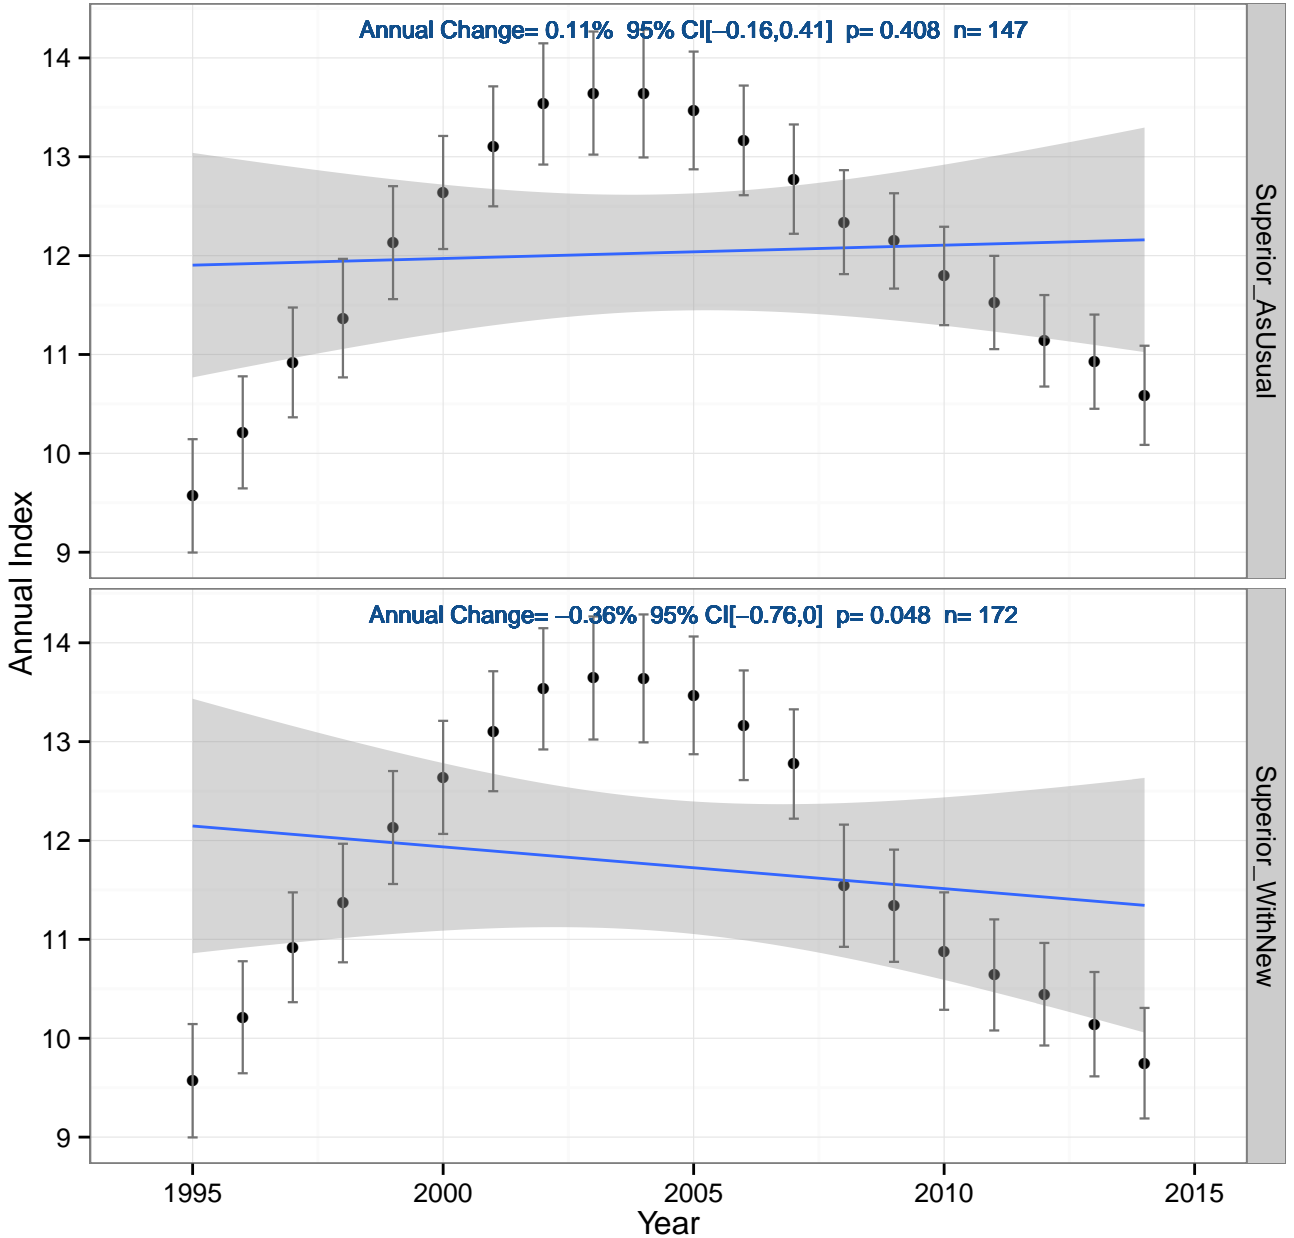 Annual Change= 0.11%  95% CI[−0.16,0.41]  p= 0.408  n= 147
14
13
12
11
10
9
Superior_AsUsual
Annual Index
Annual Change= −0.36%  95% CI[−0.76,0]  p= 0.048  n= 172
14
13
12
11
10
9
Superior_WithNew
1995 2000 2005 2010 2015
Year